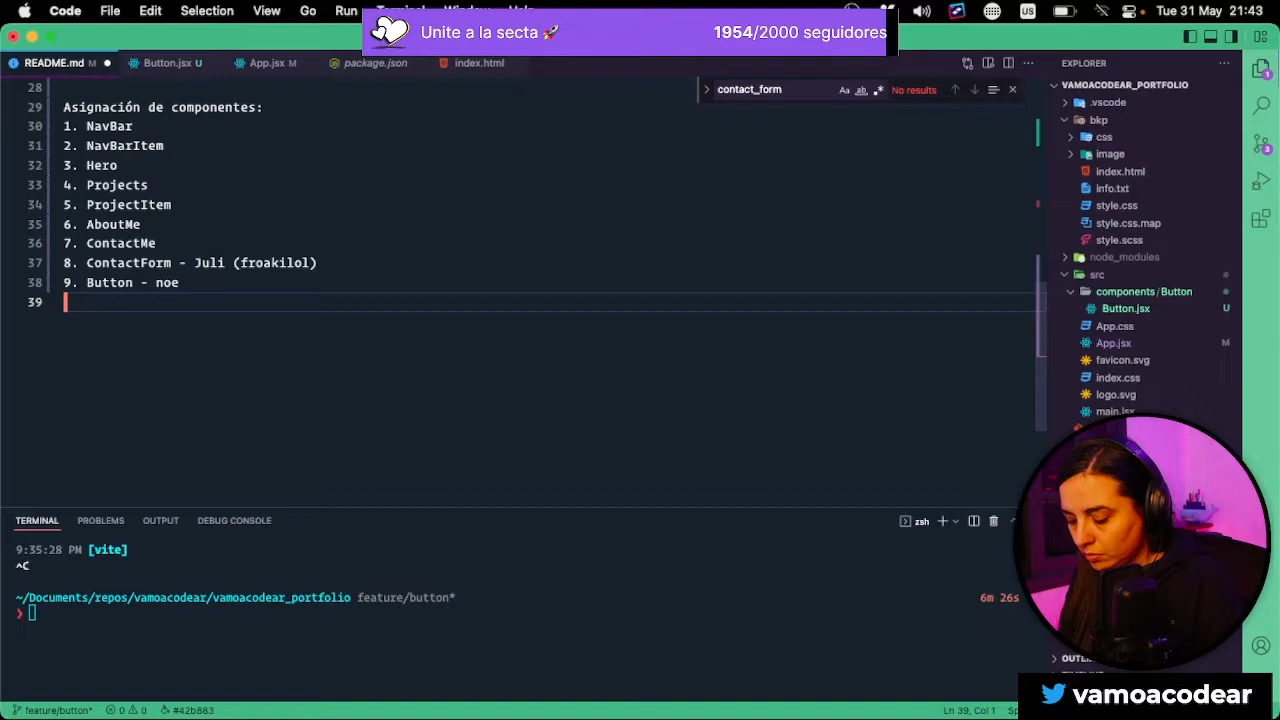 Code File Edit Go Run Terminal Window Help US Tue 31 May 21:43
Unite a la secta 🚀 1954/2000 seguidores
README.md M Button.jsx U App.jsx M package.json index.html
EXPLORER
contact_form Aa ab No results
VAMOACODEAR_PORTFOLIO
.vscode
bkp
css
image
index.html
info.txt
style.css
style.css.map
style.scss
node_modules
src
components/Button
Button.jsx U
App.css
App.jsx M
favicon.svg
index.css
logo.svg
main.jsx
28
29 Asignación de componentes:
30 1. NavBar
31 2. NavBarItem
32 3. Hero
33 4. Projects
34 5. ProjectItem
35 6. AboutMe
36 7. ContactMe
37 8. ContactForm - Juli (froakilol)
38 9. Button - noe
39
TERMINAL PROBLEMS OUTPUT DEBUG CONSOLE zsh
9:35:28 PM [vite]
^C
~/Documents/repos/vamoacodear/vamoacodear_portfolio feature/button* 6m 26s
❯
feature/button* 0 0 #42b883 Ln 39, Col 1
vamoacodear